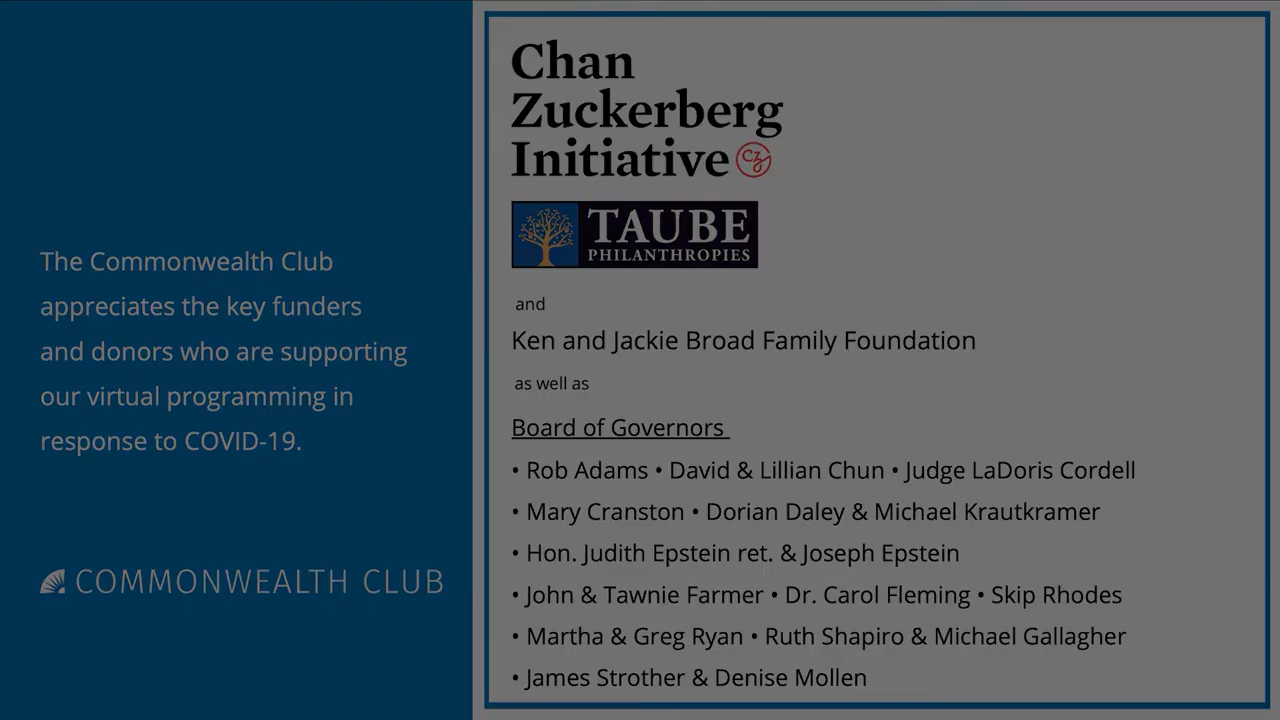 The Commonwealth Club
appreciates the key funders
and donors who are supporting
our virtual programming in
response to COVID-19.
COMMONWEALTH CLUB
Chan
Zuckerberg
Initiative
cz
TAUBE
PHILANTHROPIES
and
Ken and Jackie Broad Family Foundation
as well as
Board of Governors
• Rob Adams • David & Lillian Chun • Judge LaDoris Cordell
• Mary Cranston • Dorian Daley & Michael Krautkramer
• Hon. Judith Epstein ret. & Joseph Epstein
• John & Tawnie Farmer • Dr. Carol Fleming • Skip Rhodes
• Martha & Greg Ryan • Ruth Shapiro & Michael Gallagher
• James Strother & Denise Mollen